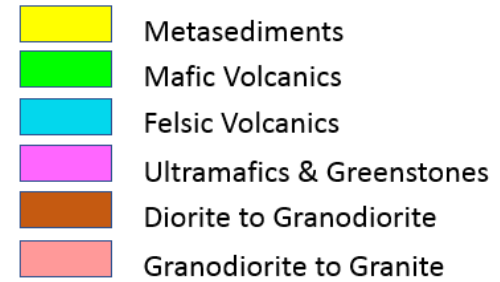 Metasediments
Mafic Volcanics
Felsic Volcanics
Ultramafics & Greenstones
Diorite to Granodiorite
Granodiorite to Granite